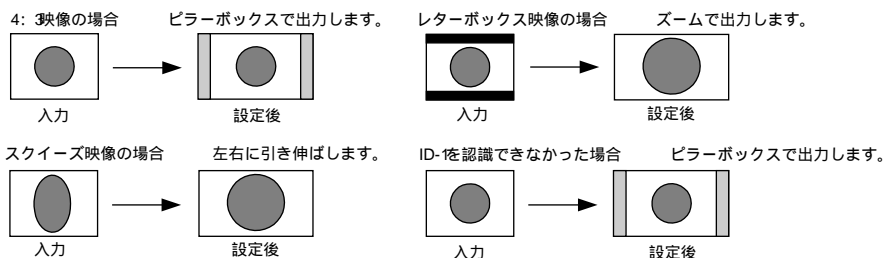 4：3映像の場合 ピラーボックスで出力します。
入力 設定後
レターボックス映像の場合 ズームで出力します。
入力 設定後
スクイーズ映像の場合 左右に引き伸ばします。
入力 設定後
ID-1を認識できなかった場合 ピラーボックスで出力します。
入力 設定後